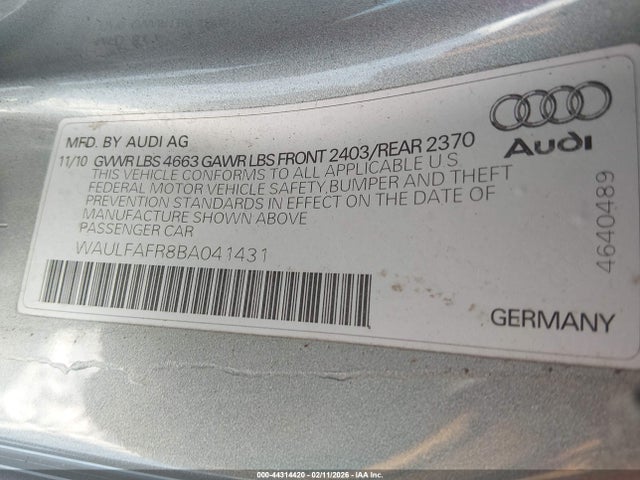 MFD. BY AUDI AG
11/10 GVWR LBS 4663 GAWR LBS FRONT 2403/REAR 2370
THIS VEHICLE CONFORMS TO ALL APPLICABLE U S
FEDERAL MOTOR VEHICLE SAFETY,BUMPER AND THEFT
PREVENTION STANDARDS IN EFFECT ON THE DATE OF
MANUFACTURE SHOWN ABOVE
PASSENGER CAR
WAULFAFR8BA041431
Audi
4640489
GERMANY
000-44314420 - 02/11/2026 - IAAI.COM